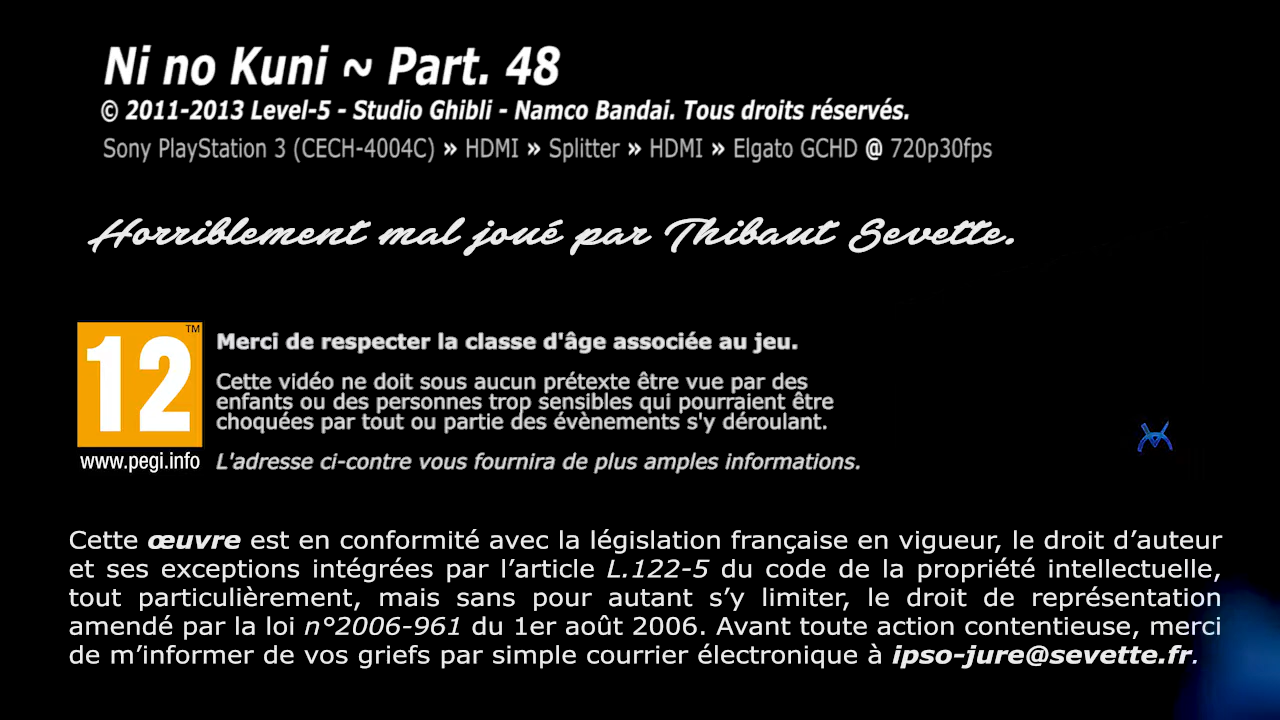 Ni no Kuni ~ Part. 48
© 2011-2013 Level-5 - Studio Ghibli - Namco Bandai. Tous droits réservés.
Sony PlayStation 3 (CECH-4004C) » HDMI » Splitter » HDMI » Elgato GCHD @ 720p30fps
Horriblement mal joué par Thibaut Sevette.
12 ™
www.pegi.info
Merci de respecter la classe d'âge associée au jeu.
Cette vidéo ne doit sous aucun prétexte être vue par des
enfants ou des personnes trop sensibles qui pourraient être
choquées par tout ou partie des évènements s'y déroulant.
L'adresse ci-contre vous fournira de plus amples informations.
Cette œuvre est en conformité avec la législation française en vigueur, le droit d’auteur
et ses exceptions intégrées par l’article L.122-5 du code de la propriété intellectuelle,
tout particulièrement, mais sans pour autant s’y limiter, le droit de représentation
amendé par la loi n°2006-961 du 1er août 2006. Avant toute action contentieuse, merci
de m’informer de vos griefs par simple courrier électronique à ipso-jure@sevette.fr.